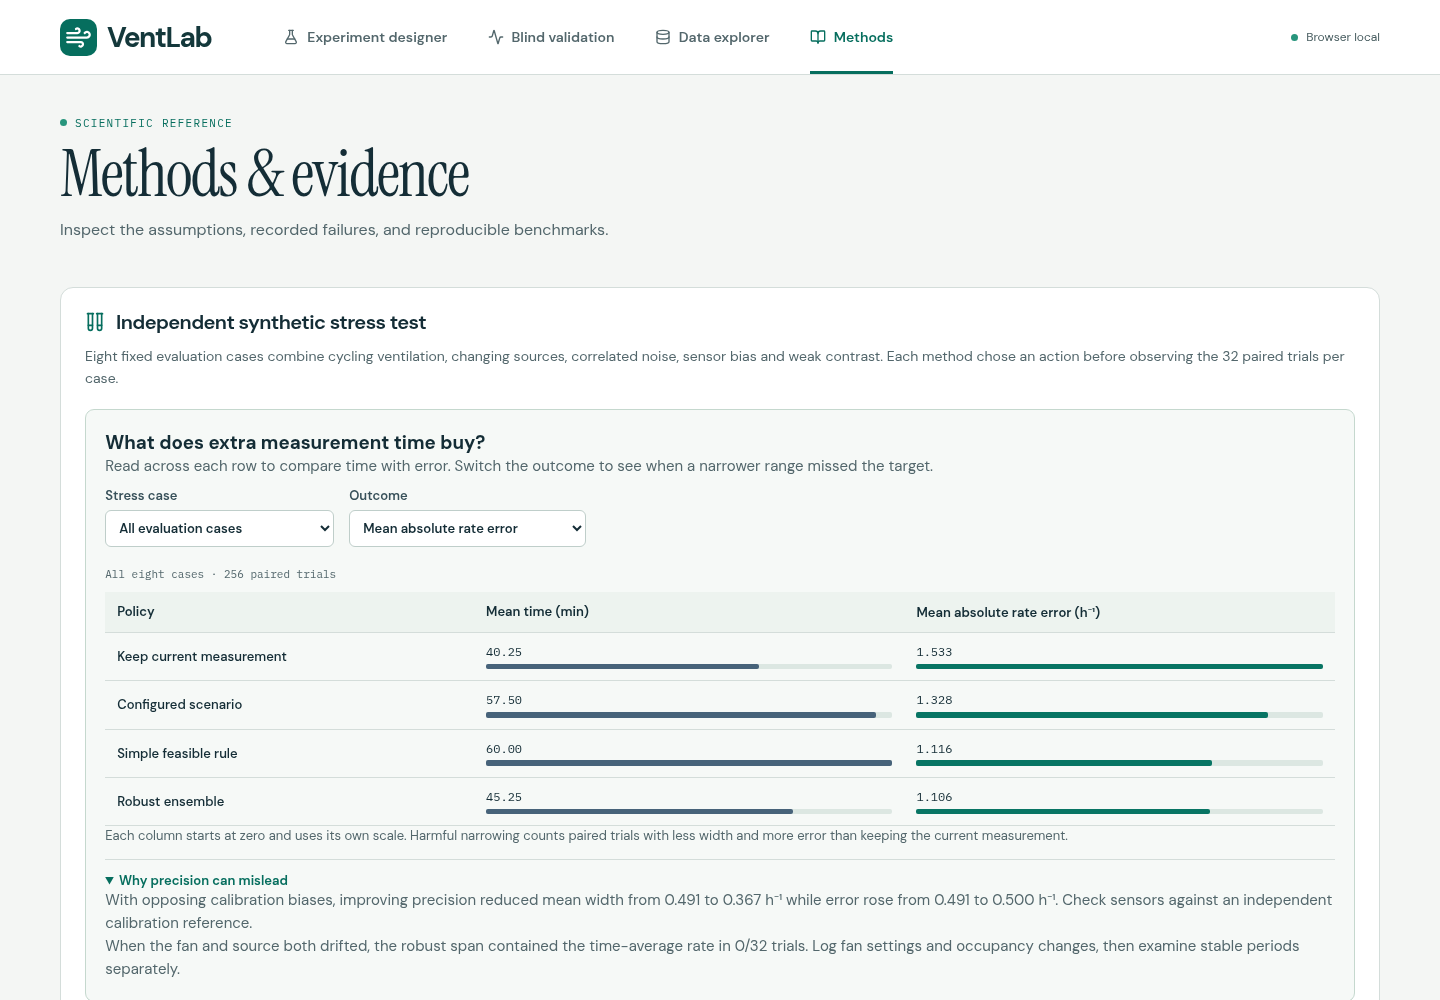 VentLab
Experiment designer
Blind validation
Data explorer
Methods
Browser local
SCIENTIFIC REFERENCE
Methods & evidence
Inspect the assumptions, recorded failures, and reproducible benchmarks.
Independent synthetic stress test
Eight fixed evaluation cases combine cycling ventilation, changing sources, correlated noise, sensor bias and weak contrast. Each method chose an action before observing the 32 paired trials per
case.
What does extra measurement time buy?
Read across each row to compare time with error. Switch the outcome to see when a narrower range missed the target.
Stress case
Outcome
All evaluation cases
Mean absolute rate error
All eight cases · 256 paired trials
Policy
Mean time (min)
Mean absolute rate error (h⁻¹)
Keep current measurement
40.25
1.533
Configured scenario
57.50
1.328
Simple feasible rule
60.00
1.116
Robust ensemble
45.25
1.106
Each column starts at zero and uses its own scale. Harmful narrowing counts paired trials with less width and more error than keeping the current measurement.
▼ Why precision can mislead
With opposing calibration biases, improving precision reduced mean width from 0.491 to 0.367 h⁻¹ while error rose from 0.491 to 0.500 h⁻¹. Check sensors against an independent
calibration reference.
When the fan and source both drifted, the robust span contained the time-average rate in 0/32 trials. Log fan settings and occupancy changes, then examine stable periods
separately.